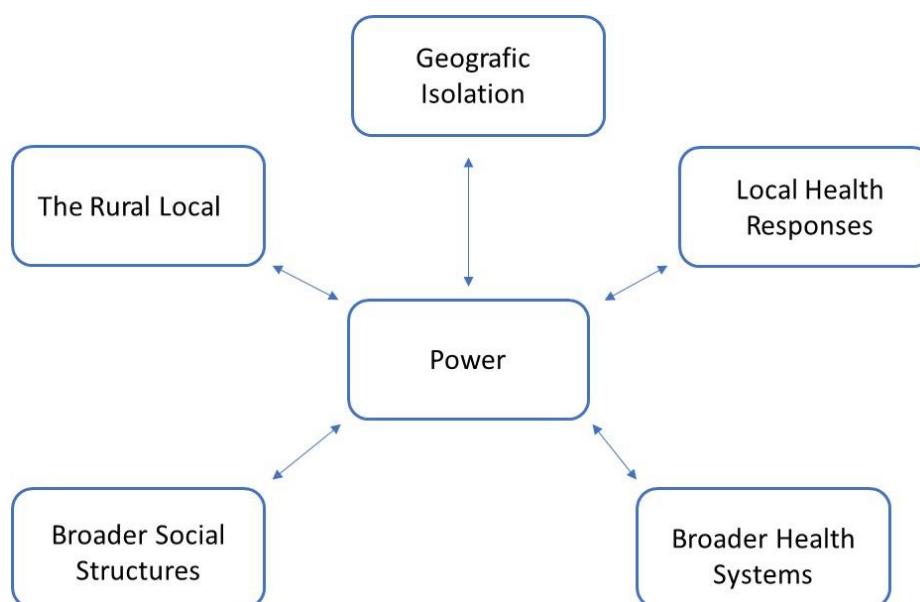 Geografic
Isolation
The Rural Local
Local Health
Responses
Power
Broader Social
Structures
Broader Health
Systems